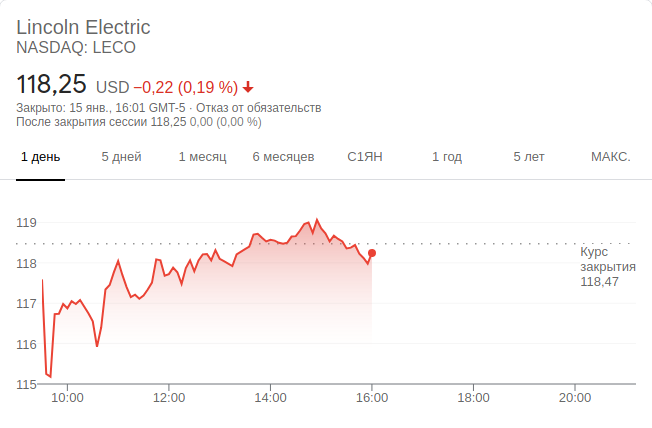 Lincoln Electric
NASDAQ: LECO
118,25 USD −0,22 (0,19 %)
Закрыто: 15 янв., 16:01 GMT-5 · Отказ от обязательств
После закрытия сессии 118,25 0,00 (0,00 %)
1 день 5 дней 1 месяц 6 месяцев С1ЯН 1 год 5 лет МАКС.
119
118
117
116
115
Курс
закрытия
118,47
10:00 12:00 14:00 16:00 18:00 20:00